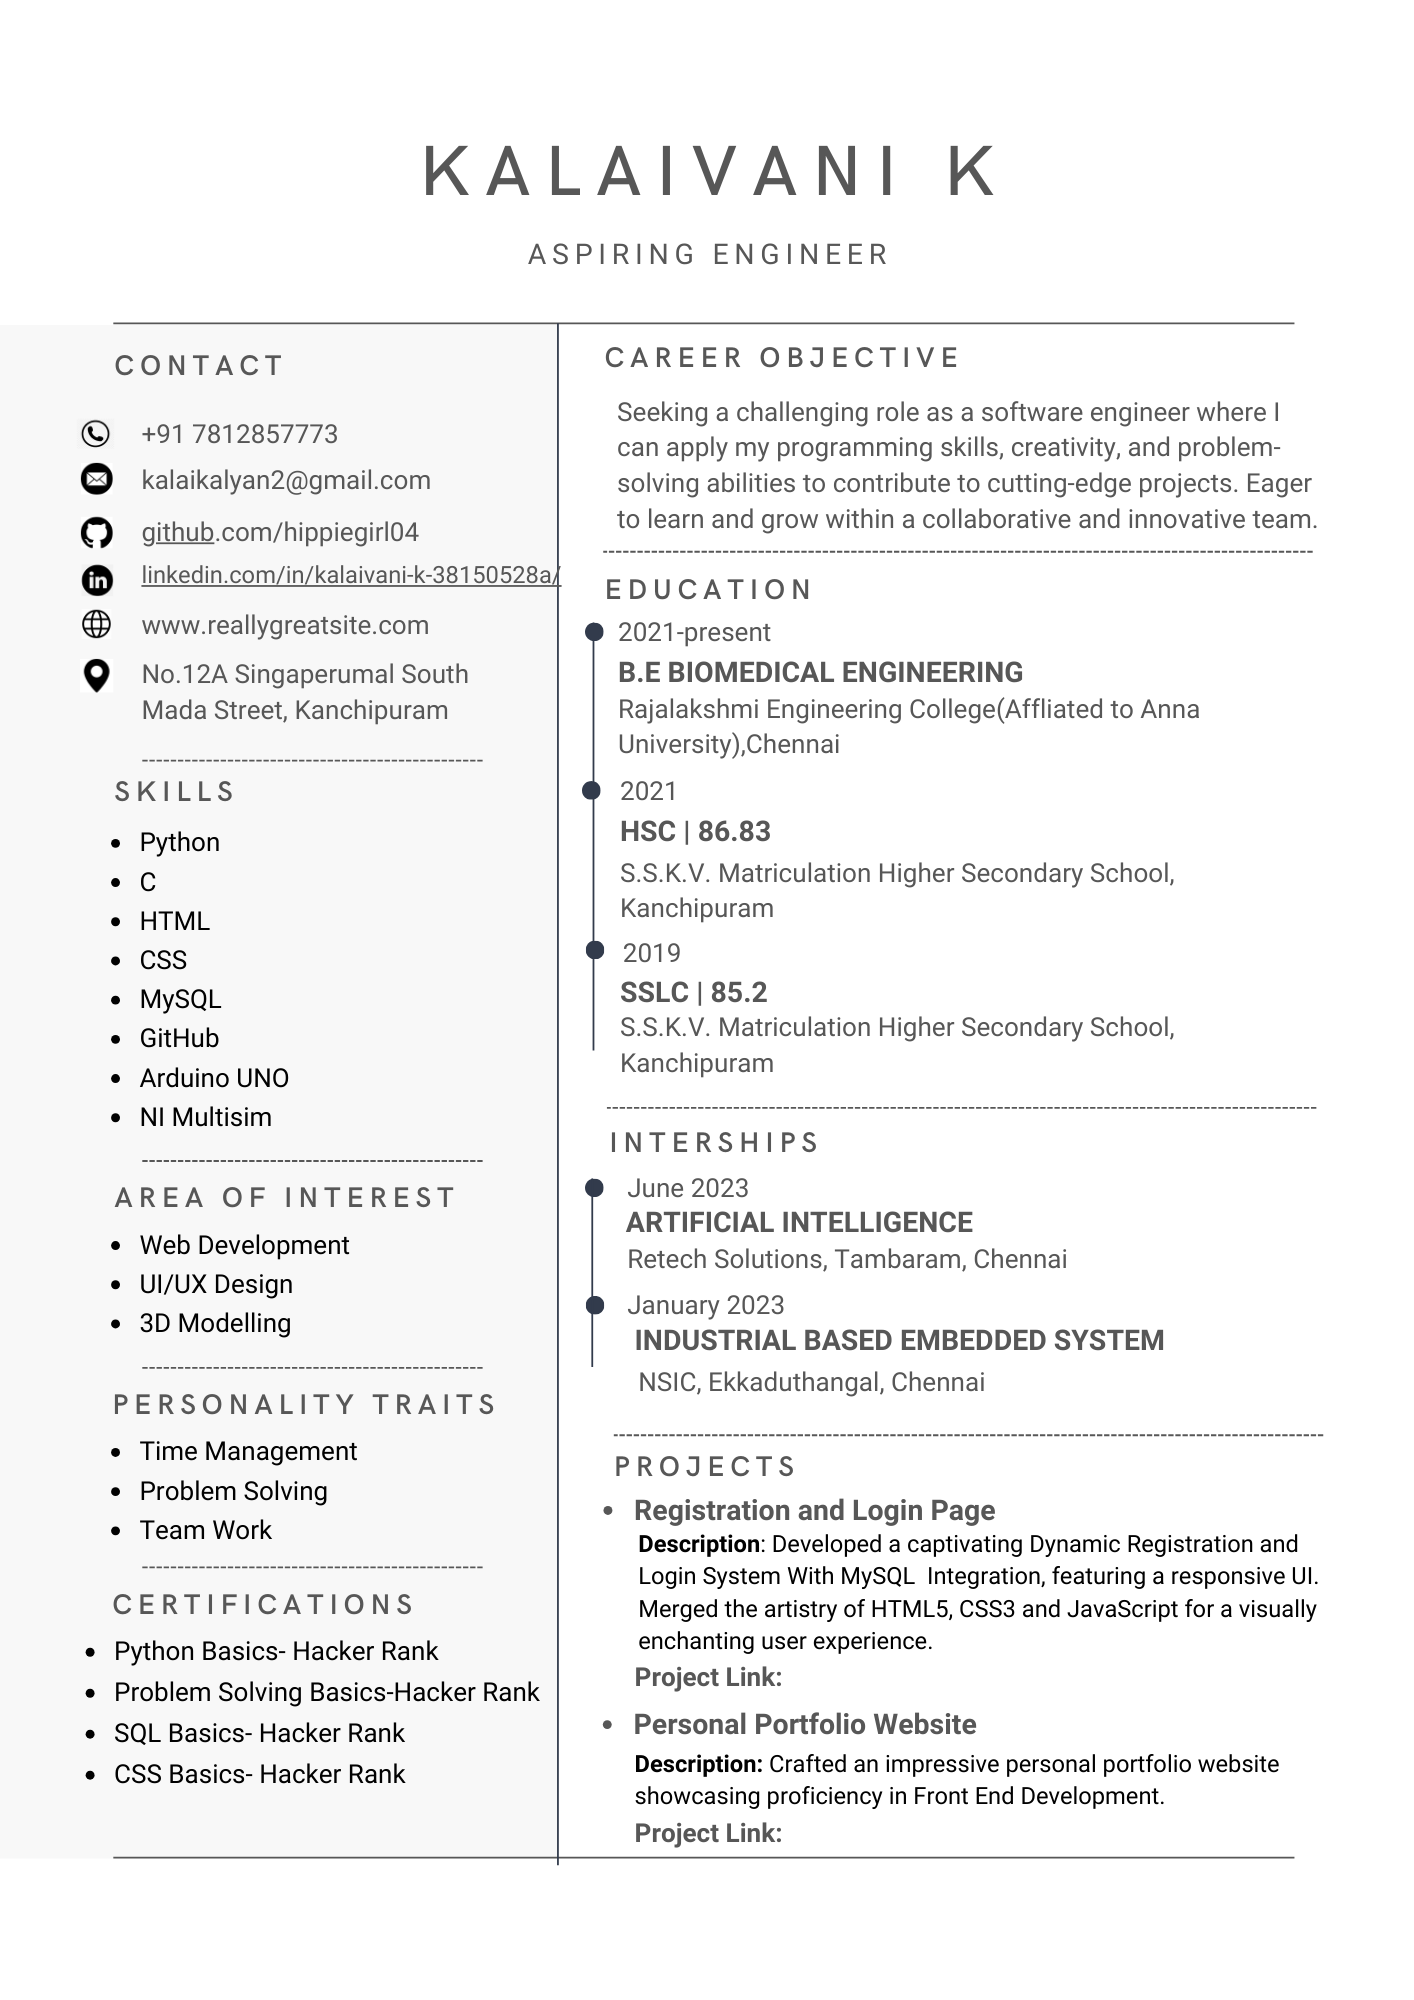 KALAIVANI K
ASPIRING ENGINEER
CONTACT
+91 7812857773
kalaikalyan2@gmail.com
github.com/hippiegirl04
in
linkedin.com/in/kalaivani-k-38150528a/
www.reallygreatsite.com
No.12A Singaperumal South
Mada Street, Kanchipuram
------------------------------------------------
SKILLS
• Python
• C
• HTML
• CSS
• MySQL
• GitHub
• Arduino UNO
• NI Multisim
------------------------------------------------
AREA OF INTEREST
• Web Development
• UI/UX Design
• 3D Modelling
------------------------------------------------
PERSONALITY TRAITS
• Time Management
• Problem Solving
• Team Work
------------------------------------------------
CERTIFICATIONS
• Python Basics- Hacker Rank
• Problem Solving Basics-Hacker Rank
• SQL Basics- Hacker Rank
• CSS Basics- Hacker Rank
CAREER OBJECTIVE
Seeking a challenging role as a software engineer where I
can apply my programming skills, creativity, and problem-
solving abilities to contribute to cutting-edge projects. Eager
to learn and grow within a collaborative and innovative team.
------------------------------------------------
EDUCATION
2021-present
B.E BIOMEDICAL ENGINEERING
Rajalakshmi Engineering College(Affliated to Anna
University),Chennai
2021
HSC | 86.83
S.S.K.V. Matriculation Higher Secondary School,
Kanchipuram
2019
SSLC | 85.2
S.S.K.V. Matriculation Higher Secondary School,
Kanchipuram
------------------------------------------------
INTERSHIPS
June 2023
ARTIFICIAL INTELLIGENCE
Retech Solutions, Tambaram, Chennai
January 2023
INDUSTRIAL BASED EMBEDDED SYSTEM
NSIC, Ekkaduthangal, Chennai
------------------------------------------------
PROJECTS
• Registration and Login Page
Description: Developed a captivating Dynamic Registration and
Login System With MySQL Integration, featuring a responsive UI.
Merged the artistry of HTML5, CSS3 and JavaScript for a visually
enchanting user experience.
Project Link:
• Personal Portfolio Website
Description: Crafted an impressive personal portfolio website
showcasing proficiency in Front End Development.
Project Link: